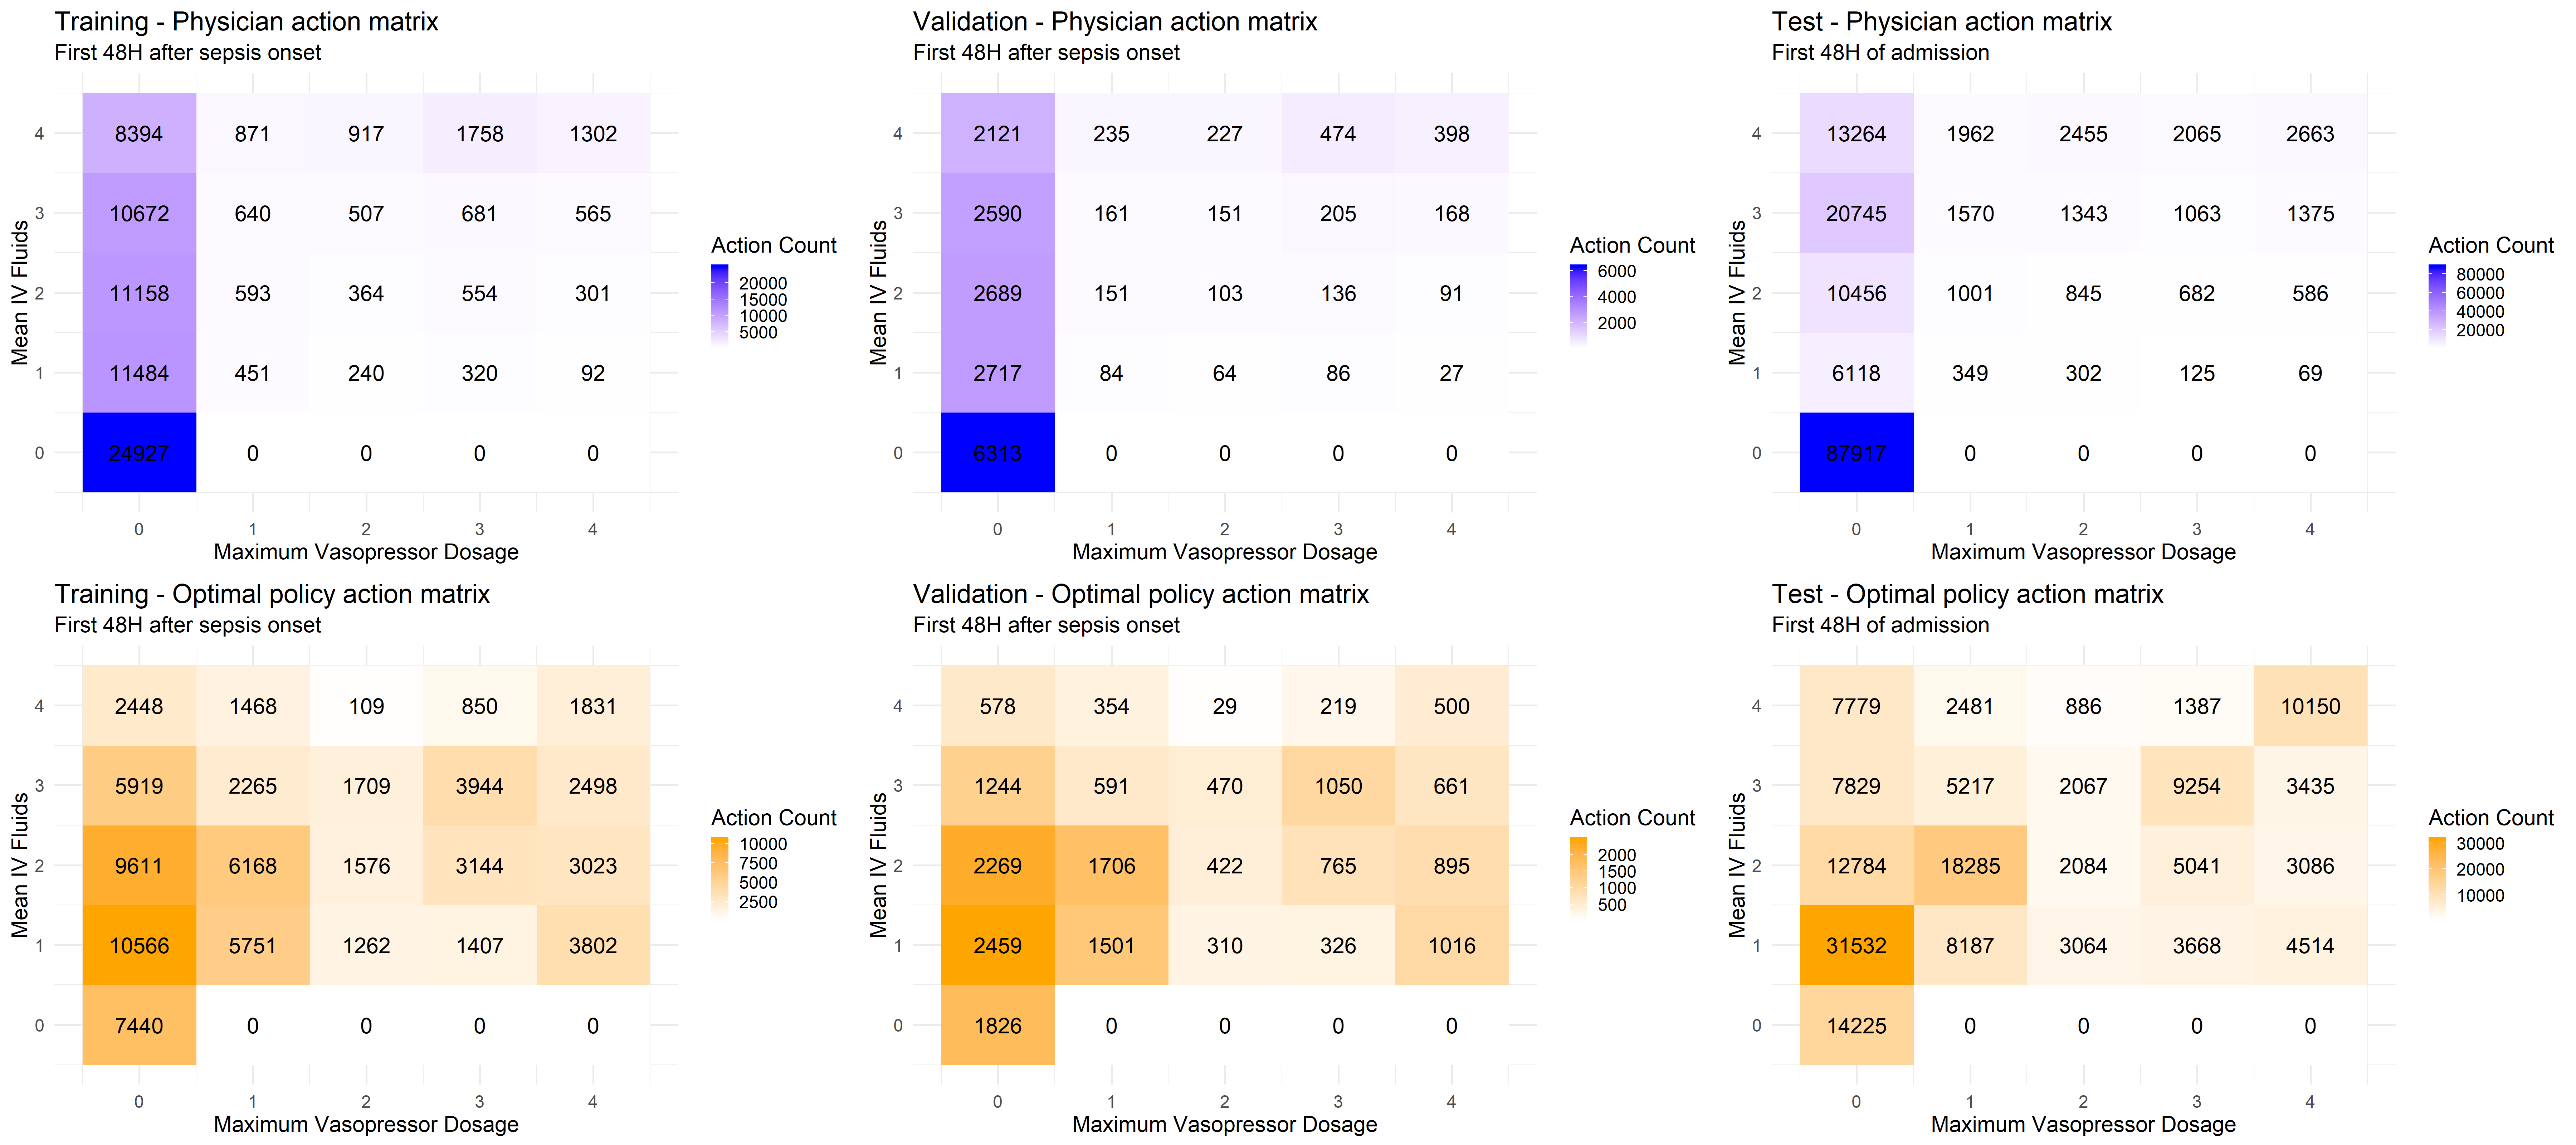 Training - Physician action matrix
First 48H after sepsis onset
Mean IV Fluids
4 8394 871 917 1758 1302
3 10672 640 507 681 565
2 11158 593 364 554 301
1 11484 451 240 320 92
0 24927 0 0 0 0
0 1 2 3 4
Maximum Vasopressor Dosage
Action Count
20000
15000
10000
5000
Validation - Physician action matrix
First 48H after sepsis onset
Mean IV Fluids
4 2121 235 227 474 398
3 2590 161 151 205 168
2 2689 151 103 136 91
1 2717 84 64 86 27
0 6313 0 0 0 0
0 1 2 3 4
Maximum Vasopressor Dosage
Action Count
6000
4000
2000
Test - Physician action matrix
First 48H of admission
Mean IV Fluids
4 13264 1962 2455 2065 2663
3 20745 1570 1343 1063 1375
2 10456 1001 845 682 586
1 6118 349 302 125 69
0 87917 0 0 0 0
0 1 2 3 4
Maximum Vasopressor Dosage
Action Count
80000
60000
40000
20000
Training - Optimal policy action matrix
First 48H after sepsis onset
Mean IV Fluids
4 2448 1468 109 850 1831
3 5919 2265 1709 3944 2498
2 9611 6168 1576 3144 3023
1 10566 5751 1262 1407 3802
0 7440 0 0 0 0
0 1 2 3 4
Maximum Vasopressor Dosage
Action Count
10000
7500
5000
2500
Validation - Optimal policy action matrix
First 48H after sepsis onset
Mean IV Fluids
4 578 354 29 219 500
3 1244 591 470 1050 661
2 2269 1706 422 765 895
1 2459 1501 310 326 1016
0 1826 0 0 0 0
0 1 2 3 4
Maximum Vasopressor Dosage
Action Count
2000
1500
1000
500
Test - Optimal policy action matrix
First 48H of admission
Mean IV Fluids
4 7779 2481 886 1387 10150
3 7829 5217 2067 9254 3435
2 12784 18285 2084 5041 3086
1 31532 8187 3064 3668 4514
0 14225 0 0 0 0
0 1 2 3 4
Maximum Vasopressor Dosage
Action Count
30000
20000
10000